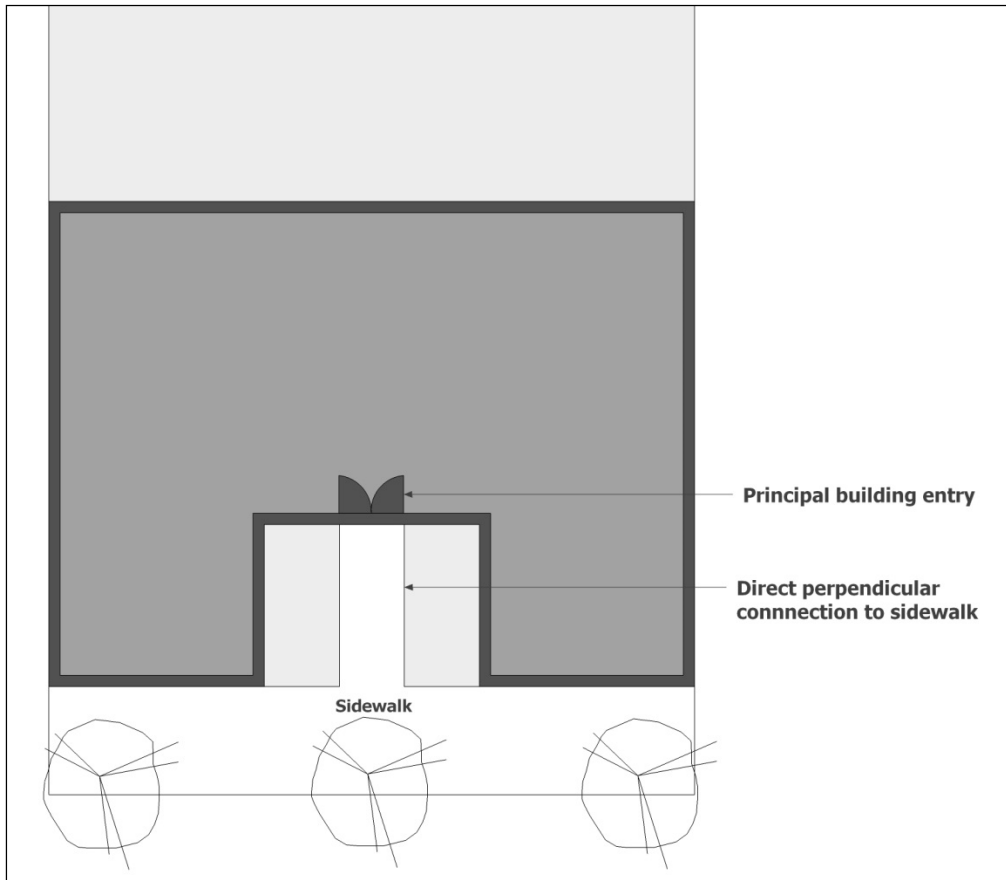 Principal building entry
Direct perpendicular
connnection to sidewalk
Sidewalk